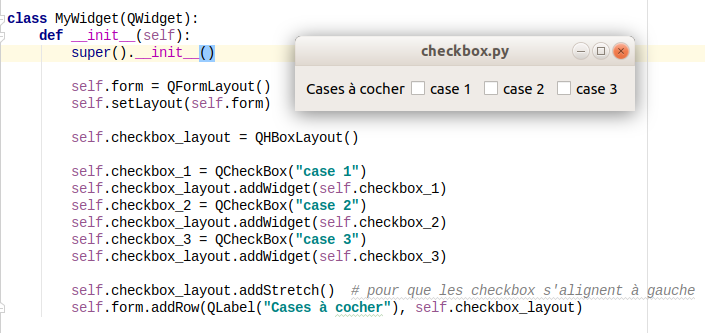 class MyWidget(QWidget):
    def __init__(self):
        super().__init__()
checkbox.py
Cases à cocher case 1 case 2 case 3
        self.form = QFormLayout()
        self.setLayout(self.form)
        self.checkbox_layout = QHBoxLayout()
        self.checkbox_1 = QCheckBox("case 1")
        self.checkbox_layout.addWidget(self.checkbox_1)
        self.checkbox_2 = QCheckBox("case 2")
        self.checkbox_layout.addWidget(self.checkbox_2)
        self.checkbox_3 = QCheckBox("case 3")
        self.checkbox_layout.addWidget(self.checkbox_3)
        self.checkbox_layout.addStretch()  # pour que les checkbox s'alignent à gauche
        self.form.addRow(QLabel("Cases à cocher"), self.checkbox_layout)